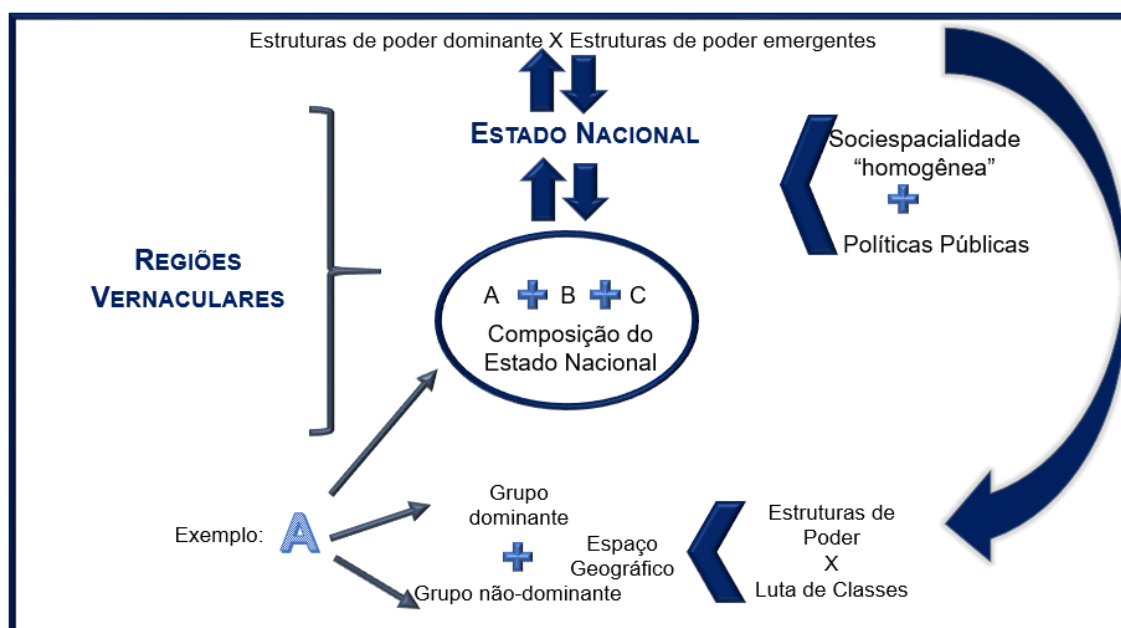 Estruturas de poder dominante X Estruturas de poder emergentes
ESTADO NACIONAL
Sociespacialidade
“homogênea”
Políticas Públicas
REGIÕES
VERNACULARES
A B C
Composição do
Estado Nacional
Exemplo: A
Grupo
dominante
Espaço
Geográfico
Grupo não-dominante
Estruturas de
Poder
X
Luta de Classes